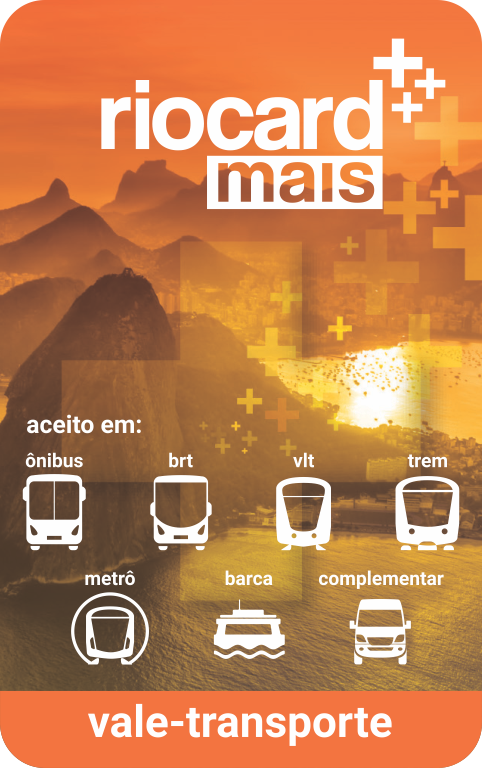 riocard
mais
aceito em:
ônibus brt vlt trem
metrô barca complementar
vale-transporte